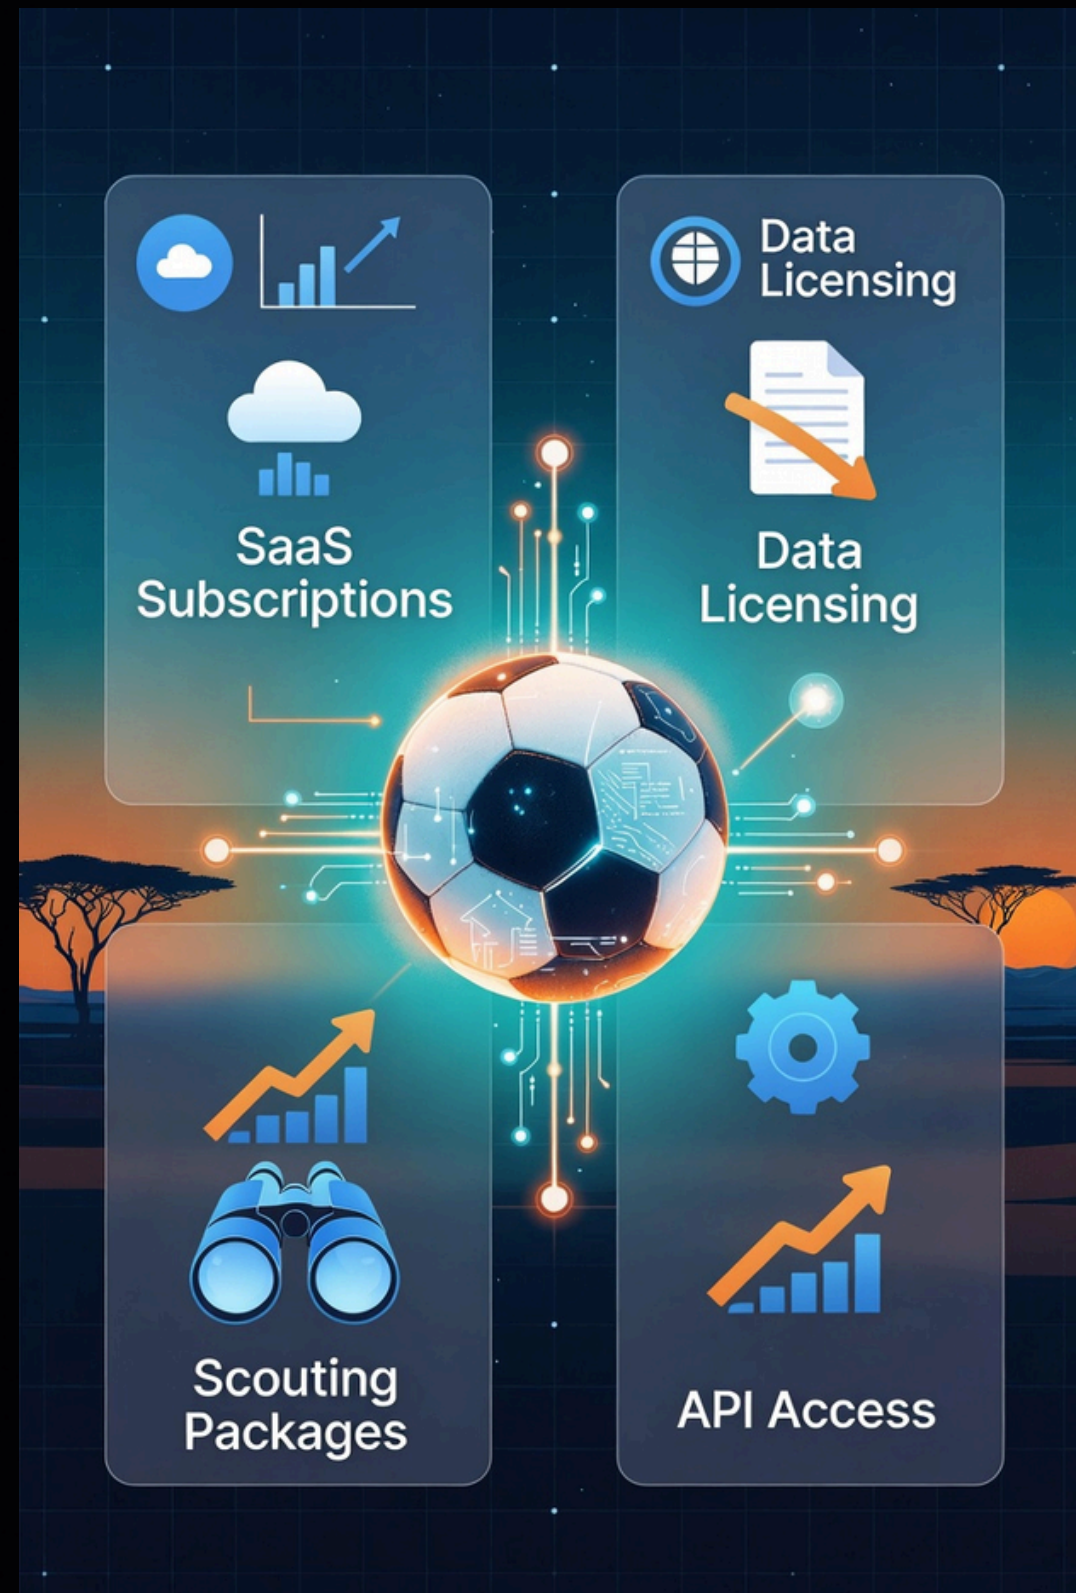 Data
Licensing
SaaS
Subscriptions
Data
Licensing
Scouting
Packages
API Access